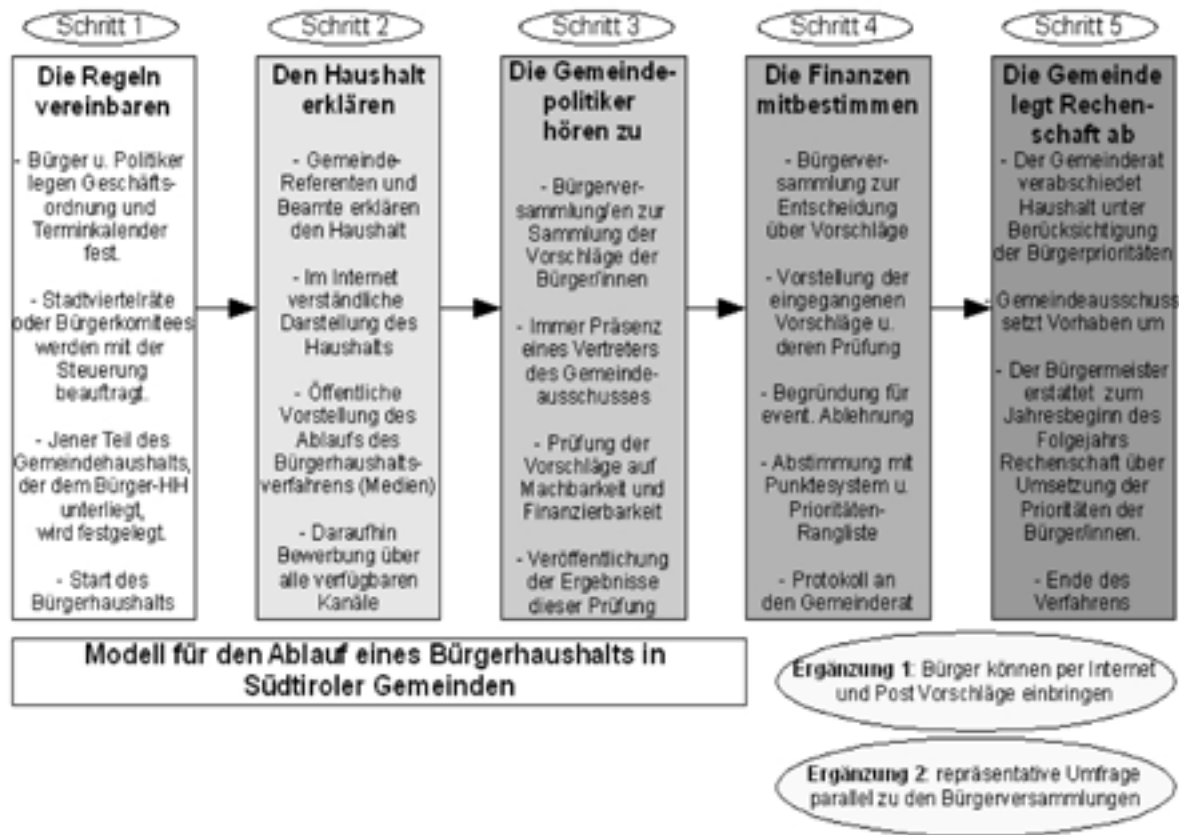 Schritt 1
Die Regeln
vereinbaren
- Bürger u. Politiker
legen Geschäfts-
ordnung und
Terminkalender
fest.
- Stadtviertelräte
oder Bürgerkomitees
werden mit der
Steuerung
beauftragt.
- Jener Teil des
Gemeindehaushalts,
der dem Bürger-HH
unterliegt,
wird festgelegt.
- Start des
Bürgerhaushalts
Schritt 2
Den Haushalt
erklären
- Gemeinde-
Referenten und
Beamte erklären
den Haushalt
- Im Internet
verständliche
Darstellung des
Haushalts
- Öffentliche
Vorstellung des
Ablaufs des
Bürgerhaushalts-
verfahrens (Medien)
- Daraufhin
Bewerbung über
alle verfügbaren
Kanäle
Schritt 3
Die Gemeinde-
politiker
hören zu
- Bürgerver-
sammlung/en zur
Sammlung der
Vorschläge der
Bürger/innen
- Immer Präsenz
eines Vertreters
des Gemeinde-
ausschusses
- Prüfung der
Vorschläge auf
Machbarkeit und
Finanzierbarkeit
- Veröffentlichung
der Ergebnisse
dieser Prüfung
Schritt 4
Die Finanzen
mitbestimmen
- Bürgerver-
sammlung zur
Entscheidung
über Vorschläge
- Vorstellung der
eingegangenen
Vorschläge u.
deren Prüfung
- Begründung für
event. Ablehnung
- Abstimmung mit
Punktesystem u.
Prioritäten-
Rangliste
- Protokoll an
den Gemeinderat
Schritt 5
Die Gemeinde
legt Rechen-
schaft ab
- Der Gemeinderat
verabschiedet
Haushalt unter
Berücksichtigung
der Bürgerprioritäten
- Gemeindeausschuss
setzt Vorhaben um
- Der Bürgermeister
erstattet zum
Jahresbeginn des
Folgejahrs
Rechenschaft über
Umsetzung der
Prioritäten der
Bürger/innen.
- Ende des
Verfahrens
Modell für den Ablauf eines Bürgerhaushalts in
Südtiroler Gemeinden
Ergänzung 1: Bürger können per Internet
und Post Vorschläge einbringen
Ergänzung 2: repräsentative Umfrage
parallel zu den Bürgerversammlungen